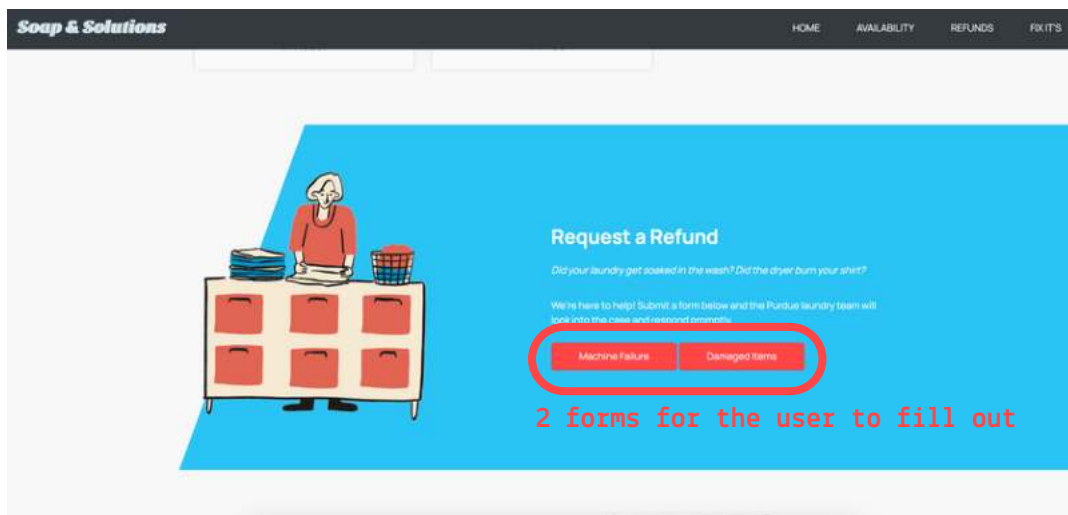 Soap & Solutions
HOME AVAILABILITY REFUNDS FIX IT'S
Request a Refund
Did your laundry get soaked in the wash? Did the dryer burn your shirt?
We're here to help! Submit a form below and the Purdue laundry team will
look into the case and respond promptly.
Machine Failure Damaged Items
2 forms for the user to fill out